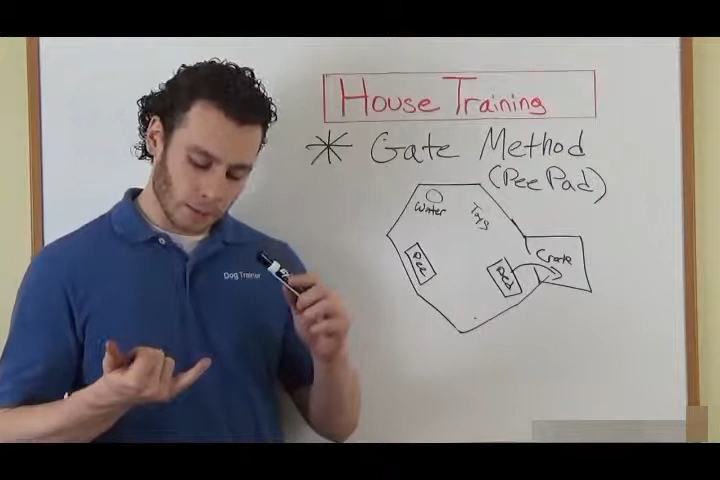 House Training
* Gate Method
(Pee Pad)
Water
Toys
Crate
Pee
Bed
Dog Trainer